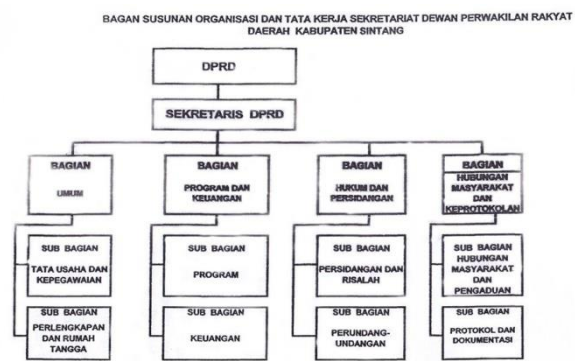 BAGAN SUSUNAN ORGANISASI DAN TATA KERJA SEKRETARIAT DEWAN PERWAKILAN RAKYAT
DAERAH KABUPATEN SINTANG
DPRD
SEKRETARIS DPRD
BAGIAN
UMUM
BAGIAN
PROGRAM DAN
KEUANGAN
BAGIAN
HUKUM DAN
PERSIDANGAN
BAGIAN
HUBUNGAN
MASYARAKAT
DAN
KEPROTOKOLAN
SUB BAGIAN
TATA USAHA DAN
KEPEGAWAIAN
SUB BAGIAN
PROGRAM
SUB BAGIAN
PERSIDANGAN DAN
RISALAH
SUB BAGIAN
HUBUNGAN
MASYARAKAT
DAN
PENGADUAN
SUB BAGIAN
PERLENGKAPAN
DAN RUMAH
TANGGA
SUB BAGIAN
KEUANGAN
SUB BAGIAN
PERUNDANG-
UNDANGAN
SUB BAGIAN
PROTOKOL DAN
DOKUMENTASI